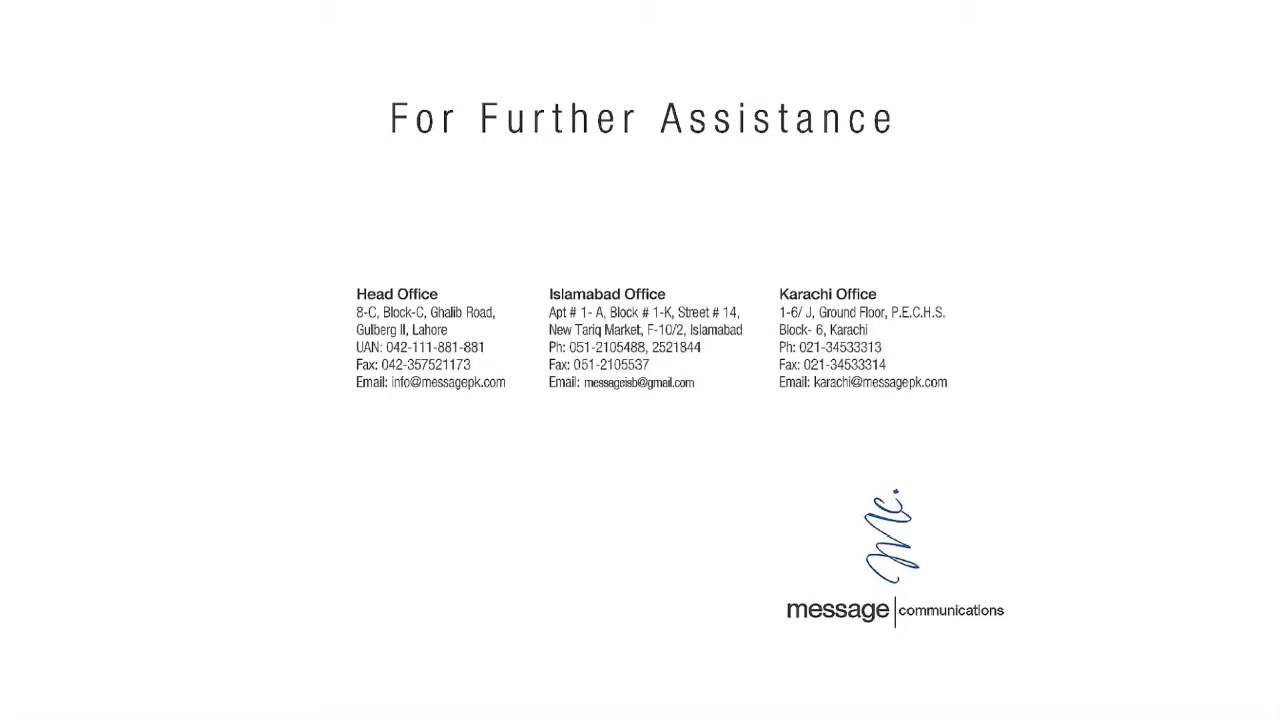 For Further Assistance
Head Office
8-C, Block-C, Ghalib Road,
Gulberg II, Lahore
UAN: 042-111-881-881
Fax: 042-357521173
Email: info@messagepk.com
Islamabad Office
Apt # 1- A, Block # 1-K, Street # 14,
New Tariq Market, F-10/2, Islamabad
Ph: 051-2105488, 2521844
Fax: 051-2105537
Email: messageisb@gmail.com
Karachi Office
1-6/ J, Ground Floor, P.E.C.H.S.
Block- 6, Karachi
Ph: 021-34533313
Fax: 021-34533314
Email: karachi@messagepk.com
Mc.
message|communications